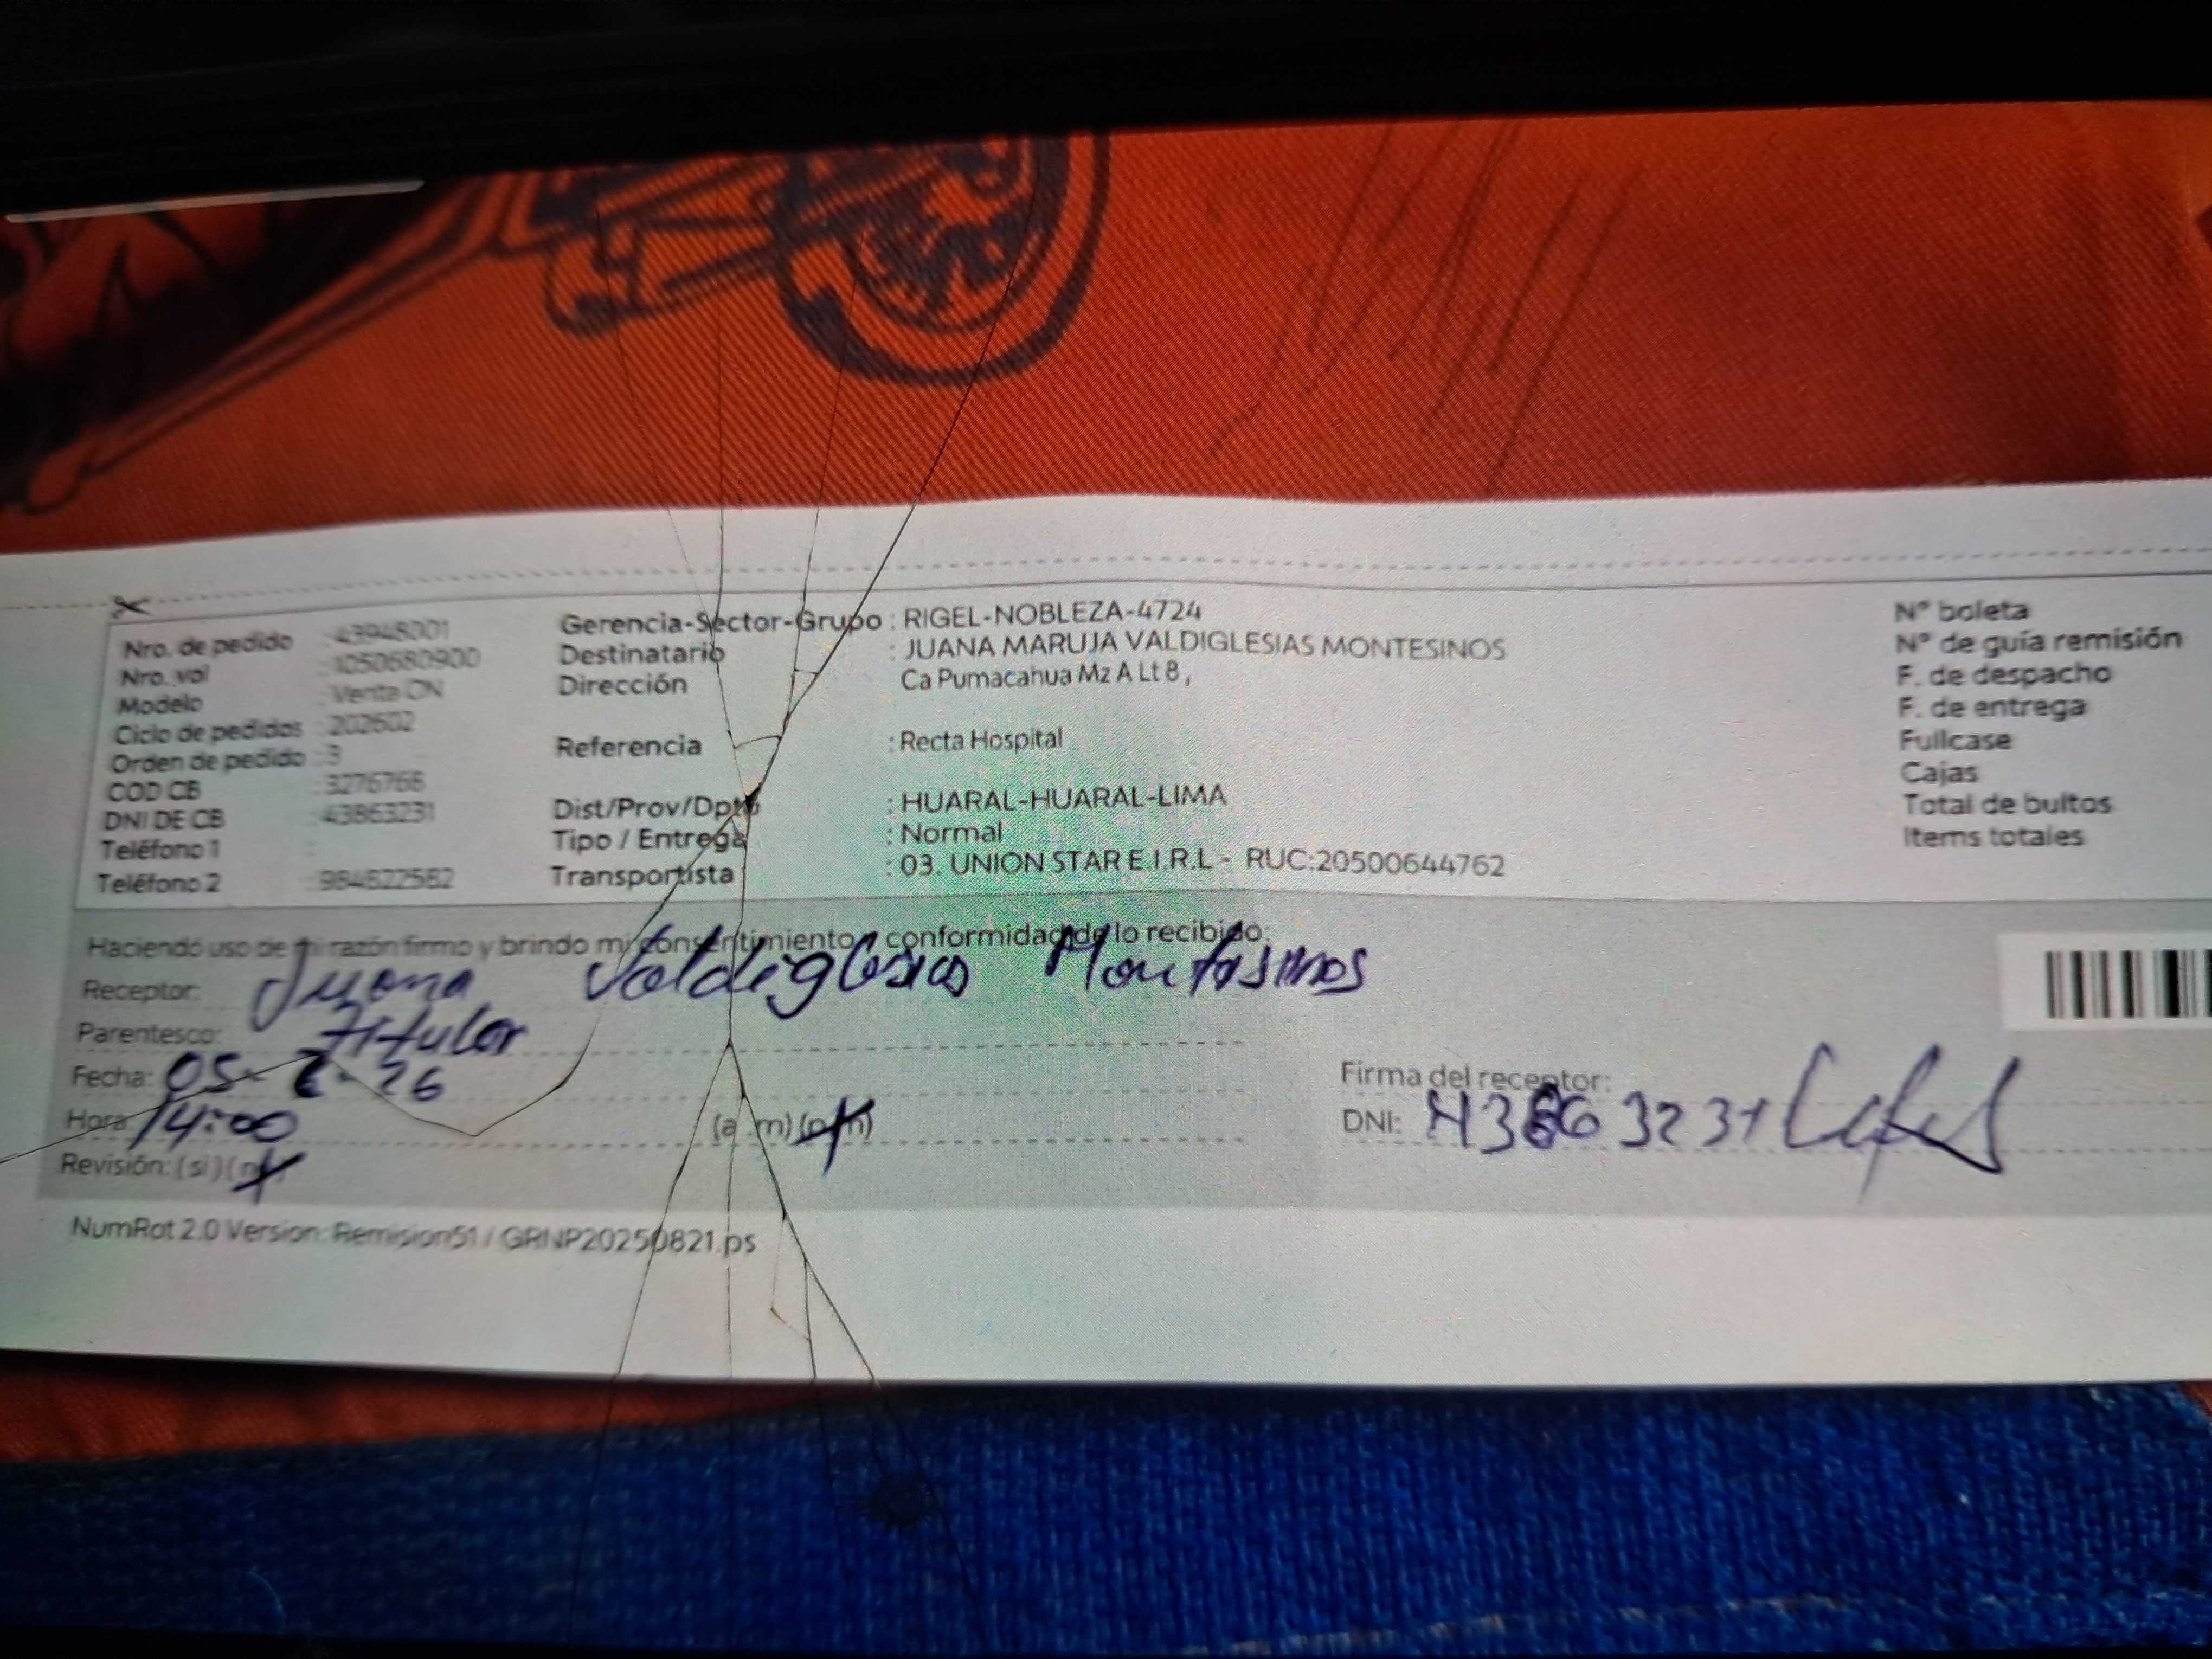 Nro. de pedido : 43948001
Nro. vol : 1050680900
Modelo : Venta ON
Ciclo de pedidos : 202602
Orden de pedido : 3
COD CB : 3276766
DNI DE CB : 43863231
Teléfono 1 :
Teléfono 2 : 984822582
Gerencia-Sector-Grupo : RIGEL-NOBLEZA-4724
Destinatario : JUANA MARUJA VALDIGLESIAS MONTESINOS
Dirección Ca Pumacahua Mz A Lt 8 ,
Referencia : Recta Hospital
Dist/Prov/Dpto : HUARAL-HUARAL-LIMA
Tipo / Entrega : Normal
Transportista : 03. UNION STAR E.I.R.L - RUC:20500644762
N° boleta
N° de guía remisión
F. de despacho
F. de entrega
Fullcase
Cajas
Total de bultos
Items totales
Haciendo uso de mi razón firmo y brindo mi consentimiento y conformidad de lo recibido:
Receptor: Juana Valdiglesias Montesinos
Parentesco: titular
Fecha: 05- 2- 26
Hora: 14:00 (a.m) (p.m)
Revisión: ( si ) ( no )
Firma del receptor:
DNI: 43863231
NumRot 2.0 Version: Remision51 / GRNP20250821.ps